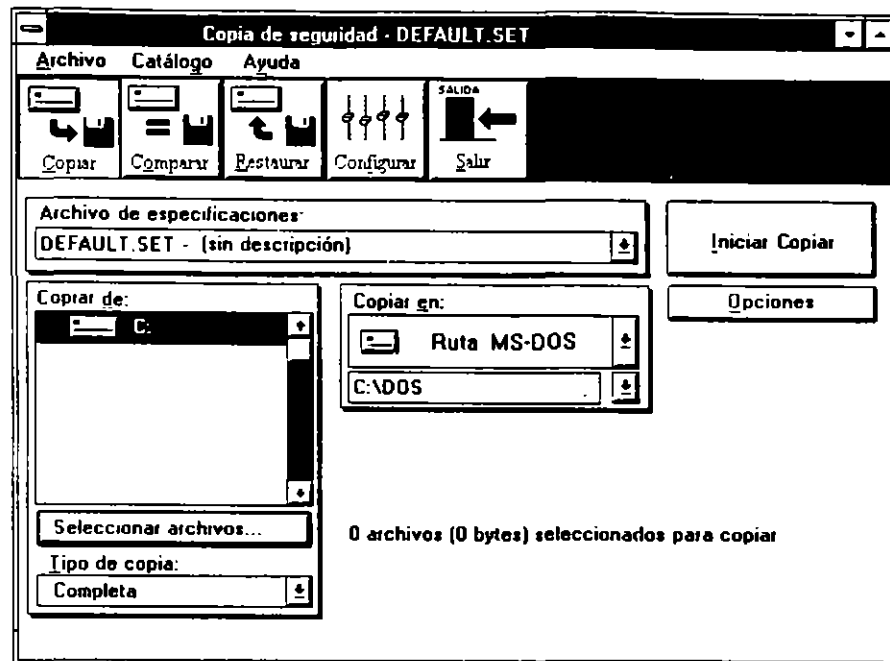 Copia de seguridad - DEFAULT.SET
Archivo Catálogo Ayuda
SALIDA
Copiar Comparar Restaurar Configurar Salir
Archivo de especificaciones:
DEFAULT.SET - (sin descripción)
Iniciar Copiar
Opciones
Copiar de:
C:
Copiar en:
Ruta MS-DOS
C:\DOS
Seleccionar archivos...
0 archivos (0 bytes) seleccionados para copiar
Tipo de copia:
Completa